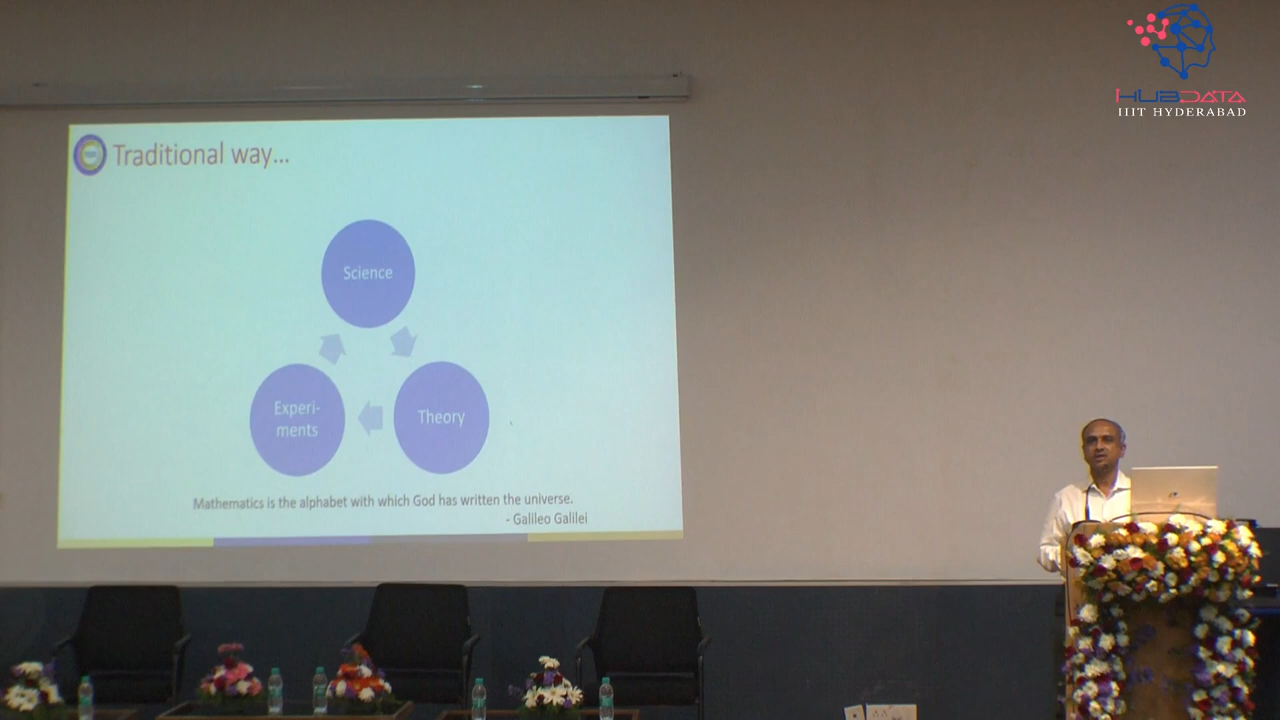 iHUBDATA
IIIT HYDERABAD
Traditional way...
Science
Experi-
ments
Theory
Mathematics is the alphabet with which God has written the universe.
- Galileo Galilei